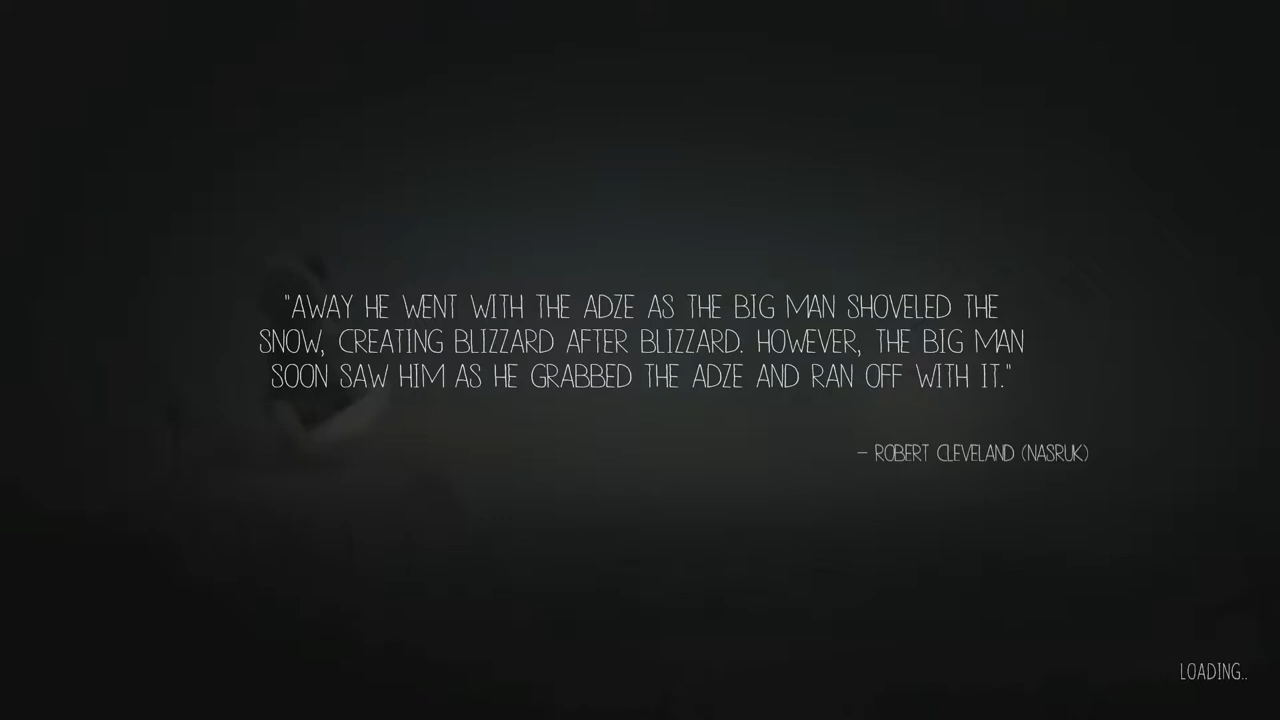 "AWAY HE WENT WITH THE ADZE AS THE BIG MAN SHOVELED THE
SNOW, CREATING BLIZZARD AFTER BLIZZARD. HOWEVER, THE BIG MAN
SOON SAW HIM AS HE GRABBED THE ADZE AND RAN OFF WITH IT."
— ROBERT CLEVELAND (NASRUK)
LOADING..